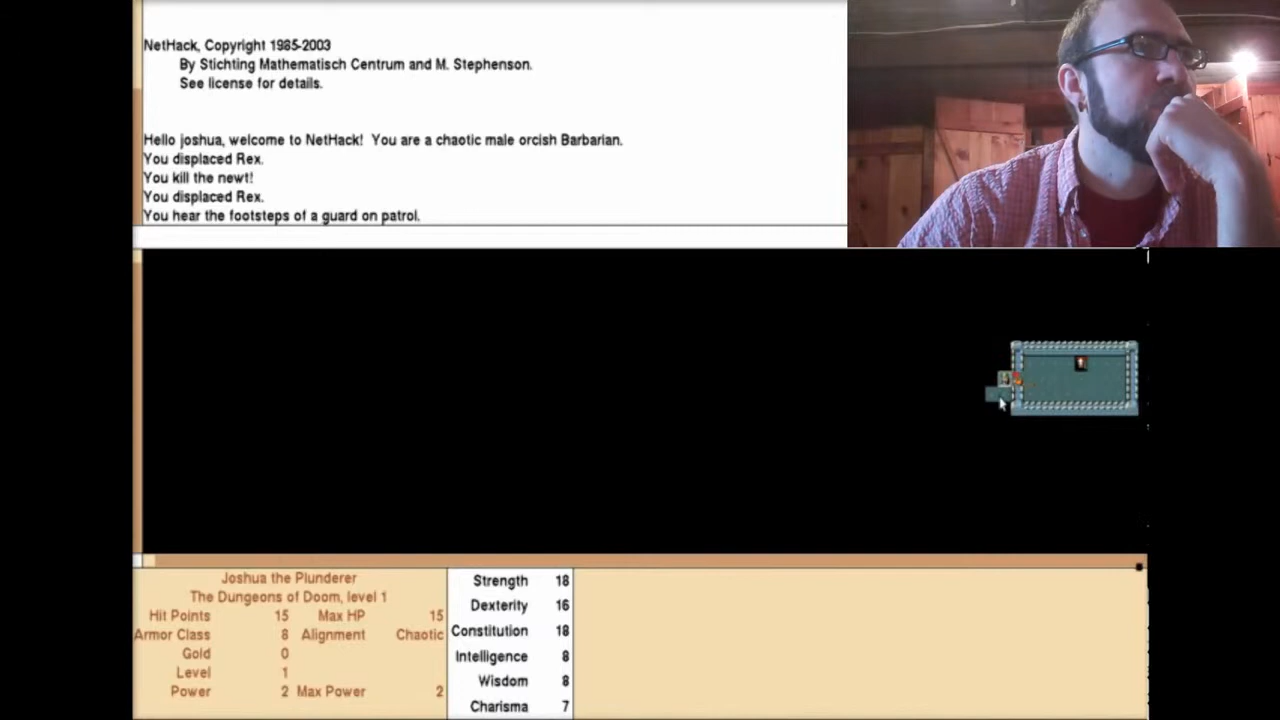 NetHack, Copyright 1985-2003
By Stichting Mathematisch Centrum and M. Stephenson.
See license for details.
Hello joshua, welcome to NetHack! You are a chaotic male orcish Barbarian.
You displaced Rex.
You kill the newt!
You displaced Rex.
You hear the footsteps of a guard on patrol.
Joshua the Plunderer
The Dungeons of Doom, level 1
Hit Points 15 Max HP 15
Armor Class 8 Alignment Chaotic
Gold 0
Level 1
Power 2 Max Power 2
Strength 18
Dexterity 16
Constitution 18
Intelligence 8
Wisdom 8
Charisma 7